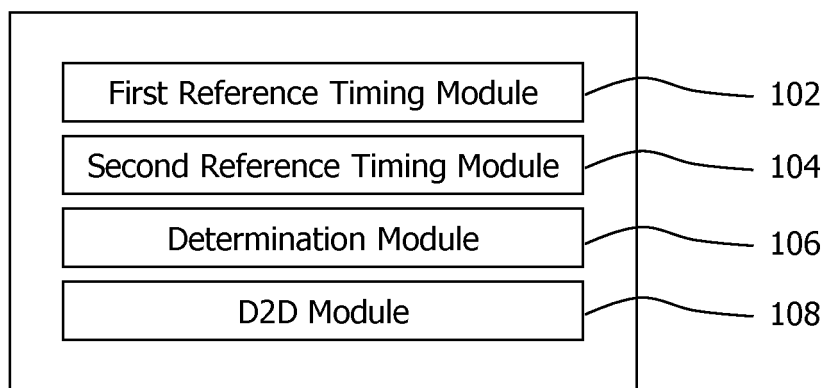 First Reference Timing Module 102
Second Reference Timing Module 104
Determination Module 106
D2D Module 108